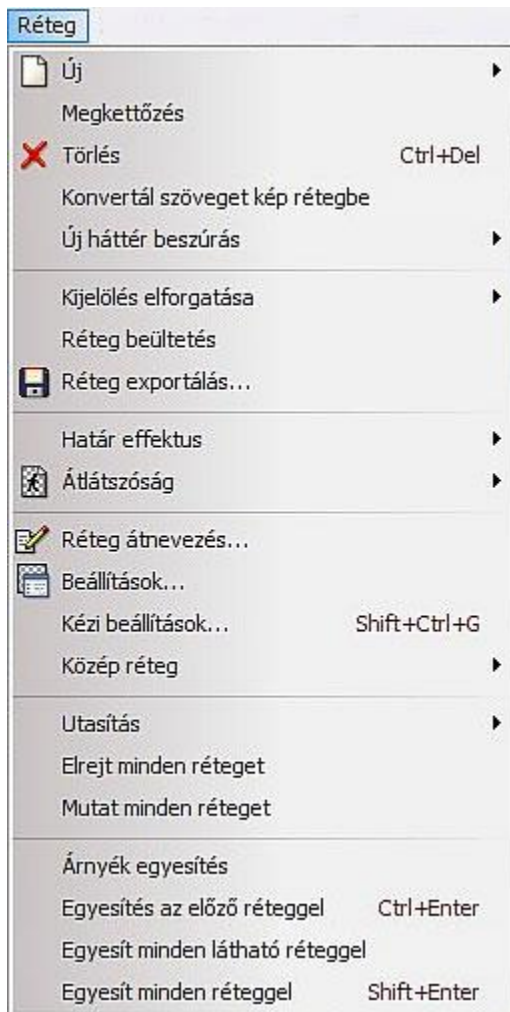 Réteg
Új
Megkettőzés
Törlés Ctrl+Del
Konvertál szöveget kép rétegbe
Új háttér beszúrás
Kijelölés elforgatása
Réteg beültetés
Réteg exportálás...
Határ effektus
Átlátszóság
Réteg átnevezés...
Beállítások...
Kézi beállítások... Shift+Ctrl+G
Közép réteg
Utasítás
Elrejt minden réteget
Mutat minden réteget
Árnyék egyesítés
Egyesítés az előző réteggel Ctrl+Enter
Egyesít minden látható réteggel
Egyesít minden réteggel Shift+Enter